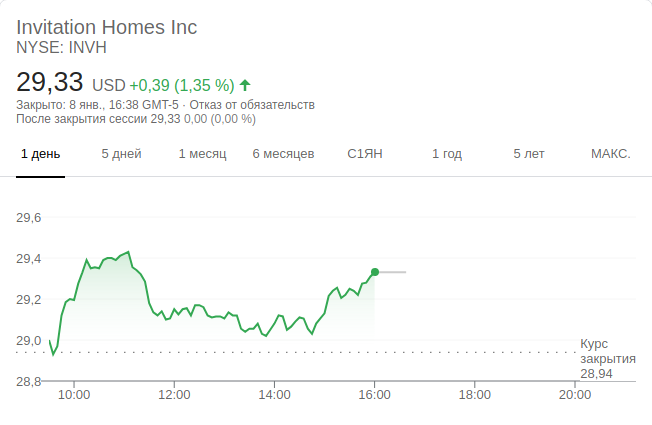 Invitation Homes Inc
NYSE: INVH
29,33 USD +0,39 (1,35 %)
Закрыто: 8 янв., 16:38 GMT-5 · Отказ от обязательств
После закрытия сессии 29,33 0,00 (0,00 %)
1 день 5 дней 1 месяц 6 месяцев С1ЯН 1 год 5 лет МАКС.
29,6
29,4
29,2
29,0
28,8
Курс
закрытия
28,94
10:00 12:00 14:00 16:00 18:00 20:00